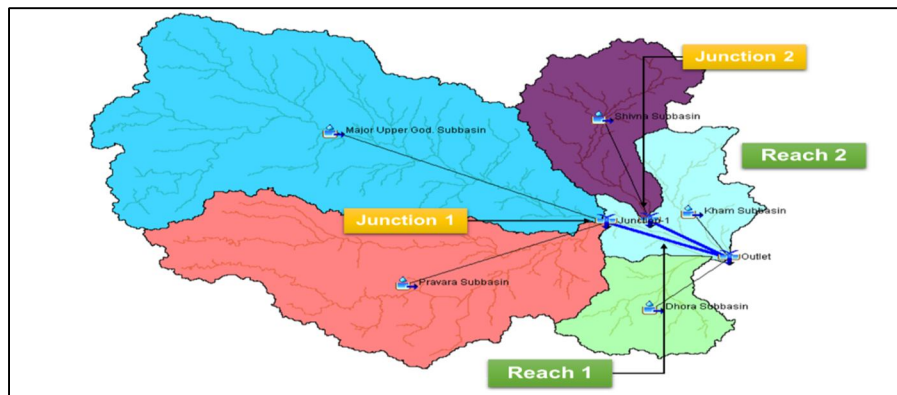 Junction 2
Shivna Subbasin
Major Upper God. Subbasin
Reach 2
Junction 1
Junction-1
Kham Subbasin
Outlet
Pravara Subbasin
Dhora Subbasin
Reach 1